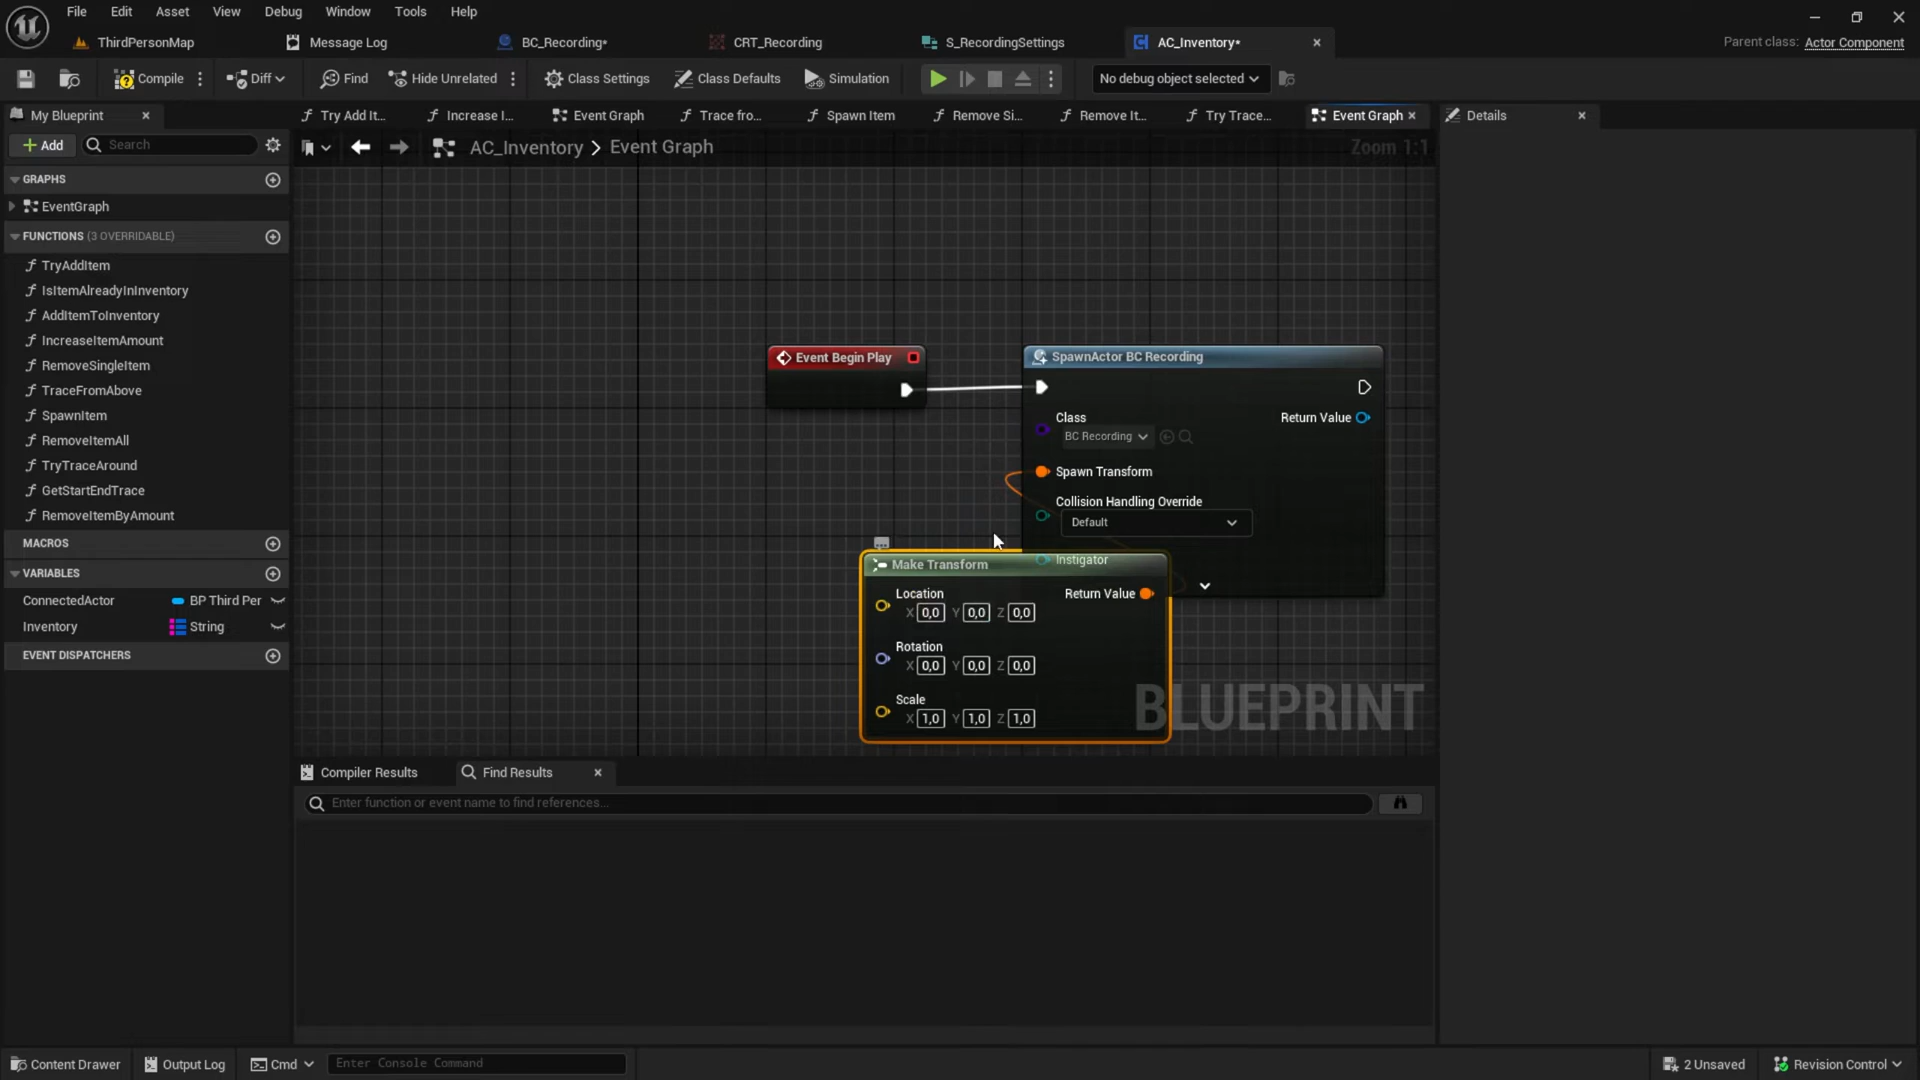 File Edit Asset View Debug Window Tools Help
ThirdPersonMap Message Log BC_Recording* CRT_Recording S_RecordingSettings AC_Inventory* Parent class: Actor Component
Compile Diff Find Hide Unrelated Class Settings Class Defaults Simulation No debug object selected
My Blueprint Try Add It... Increase I... Event Graph Trace fro... Spawn Item Remove Si... Remove It... Try Trace... Event Graph Details
Add Search AC_Inventory > Event Graph Zoom 1:1
GRAPHS
EventGraph
FUNCTIONS (3 OVERRIDABLE)
TryAddItem
IsItemAlreadyInInventory
AddItemToInventory
IncreaseItemAmount
RemoveSingleItem
TraceFromAbove
SpawnItem
RemoveItemAll
TryTraceAround
GetStartEndTrace
RemoveItemByAmount
MACROS
VARIABLES
ConnectedActor BP Third Per
Inventory String
EVENT DISPATCHERS
Event Begin Play
SpawnActor BC Recording
Class Return Value
BC Recording
Spawn Transform
Collision Handling Override
Default
Instigator
Make Transform
Location Return Value
X 0,0 Y 0,0 Z 0,0
Rotation
X 0,0 Y 0,0 Z 0,0
Scale
X 1,0 Y 1,0 Z 1,0
BLUEPRINT
Compiler Results Find Results
Enter function or event name to find references...
Content Drawer Output Log Cmd Enter Console Command 2 Unsaved Revision Control